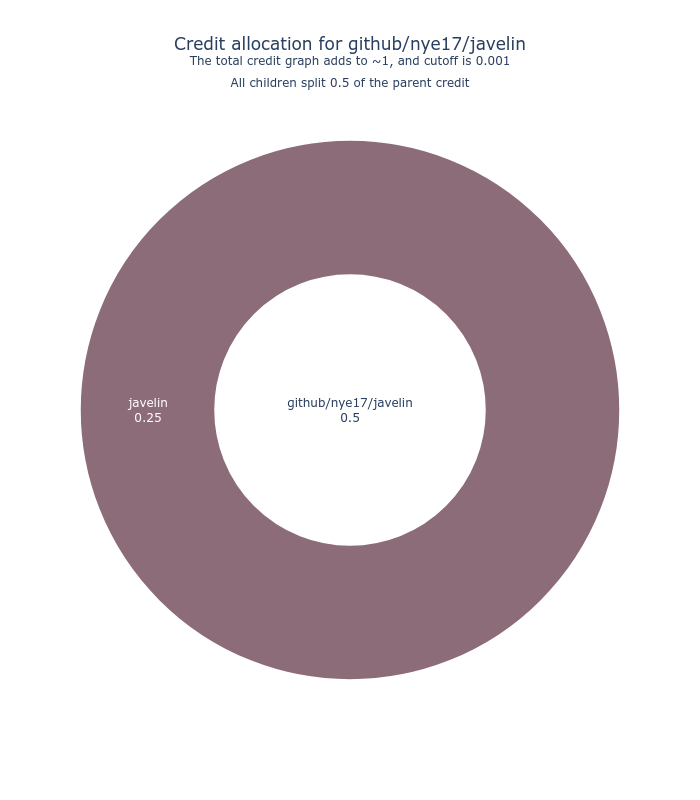 Credit allocation for github/nye17/javelin
The total credit graph adds to ~1, and cutoff is 0.001
All children split 0.5 of the parent credit
javelin
0.25
github/nye17/javelin
0.5